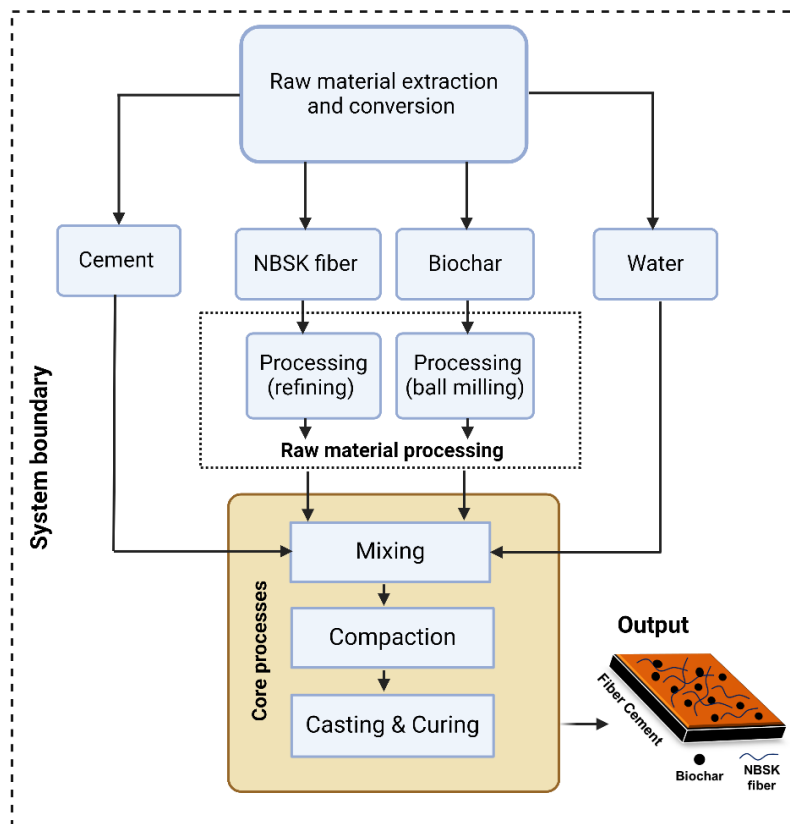 Raw material extraction
and conversion
Cement
NBSK fiber
Biochar
Water
Processing
(refining)
Processing
(ball milling)
Raw material processing
System boundary
Mixing
Compaction
Casting & Curing
Core processes
Output
Fiber Cement
Biochar
NBSK
fiber